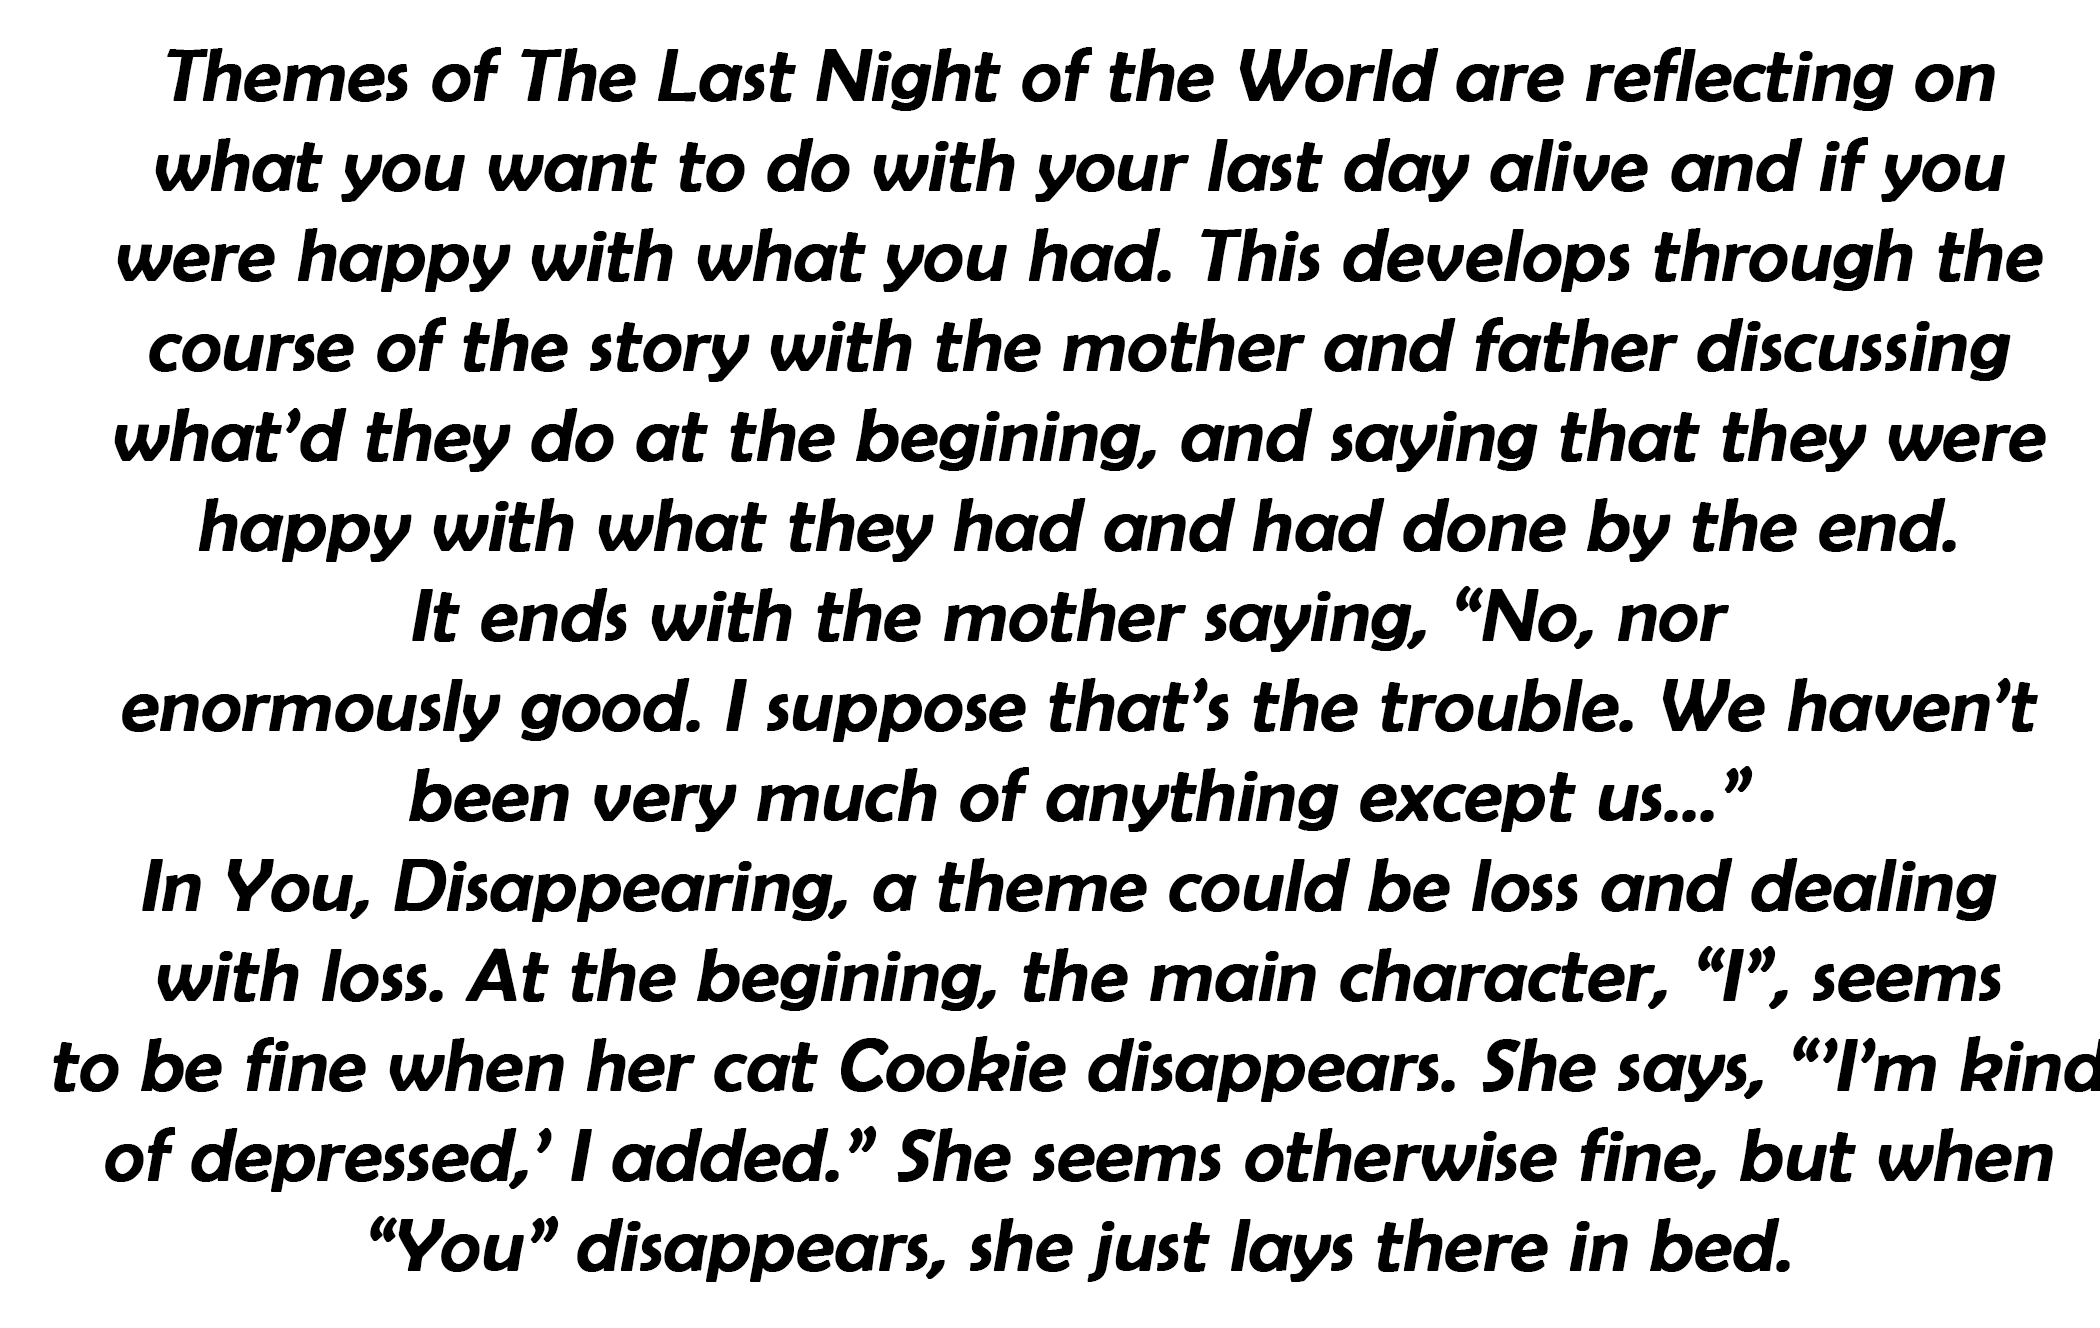 Themes of The Last Night of the World are reflecting on
what you want to do with your last day alive and if you
were happy with what you had. This develops through the
course of the story with the mother and father discussing
what’d they do at the begining, and saying that they were
happy with what they had and had done by the end.
It ends with the mother saying, “No, nor
enormously good. I suppose that’s the trouble. We haven’t
been very much of anything except us...”
In You, Disappearing, a theme could be loss and dealing
with loss. At the begining, the main character, “I”, seems
to be fine when her cat Cookie disappears. She says, “’I’m kind
of depressed,’ I added.” She seems otherwise fine, but when
“You” disappears, she just lays there in bed.